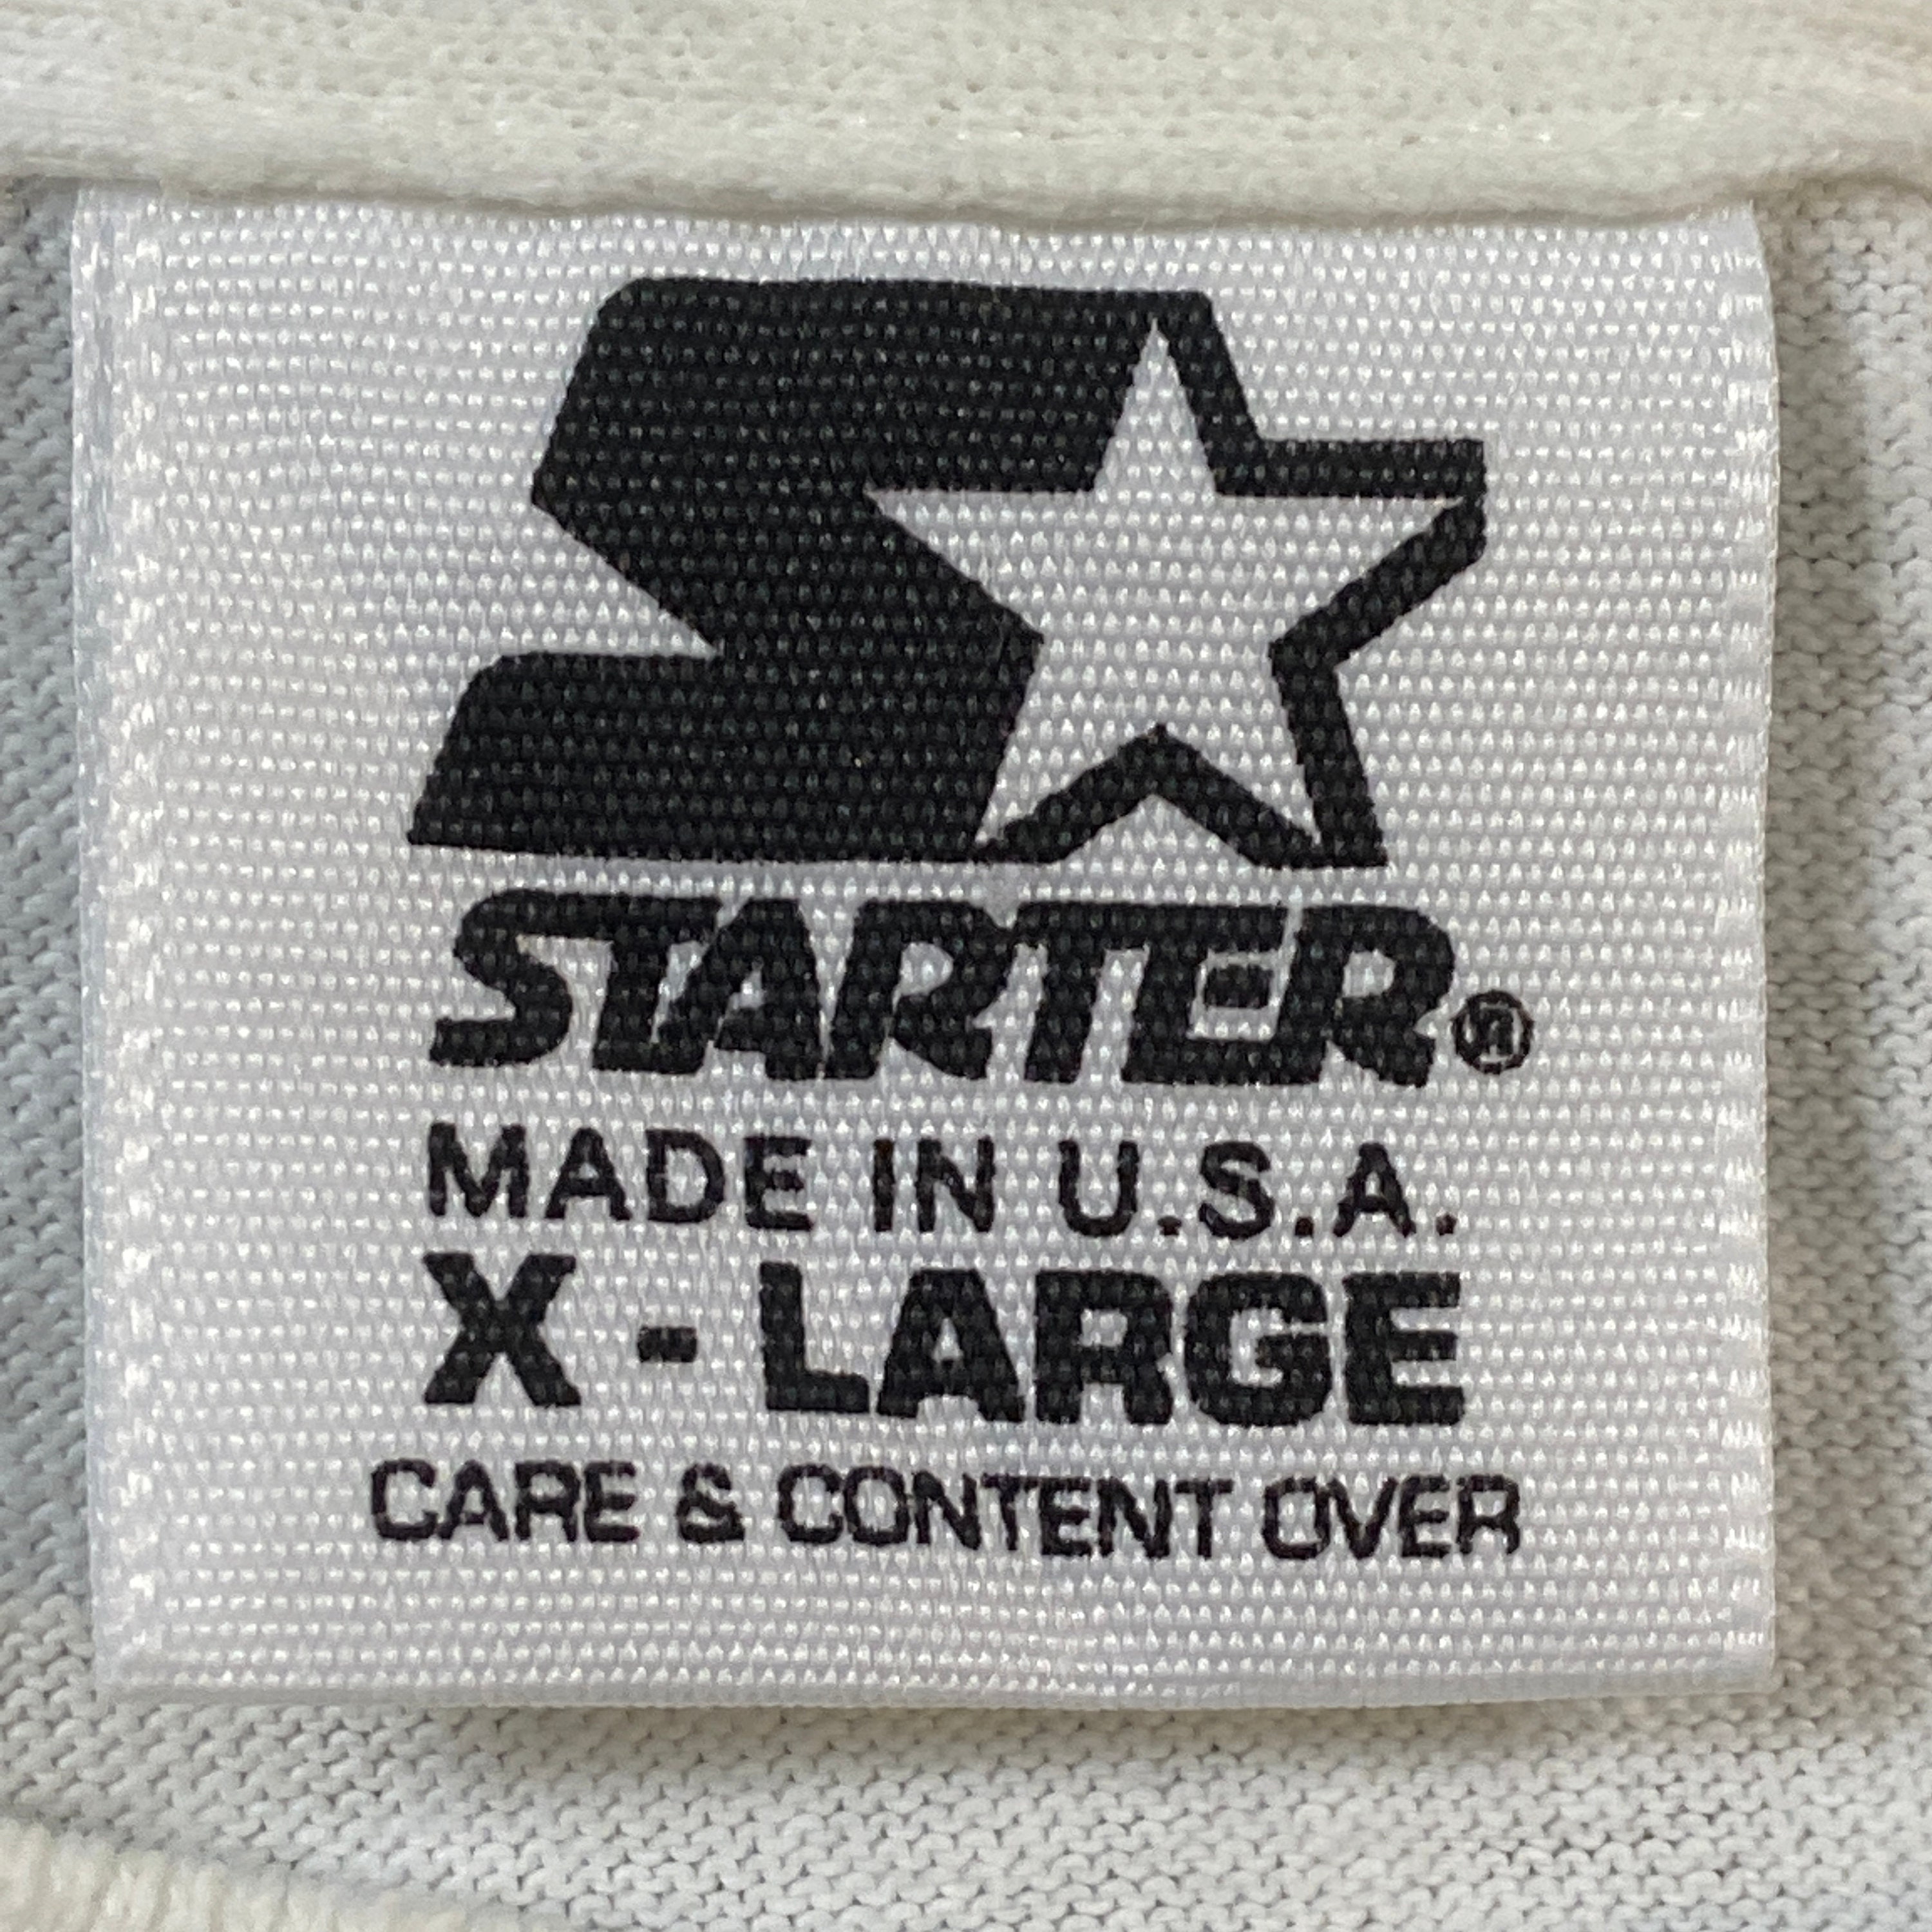 STARTER®
MADE IN U.S.A.
X - LARGE
CARE & CONTENT OVER